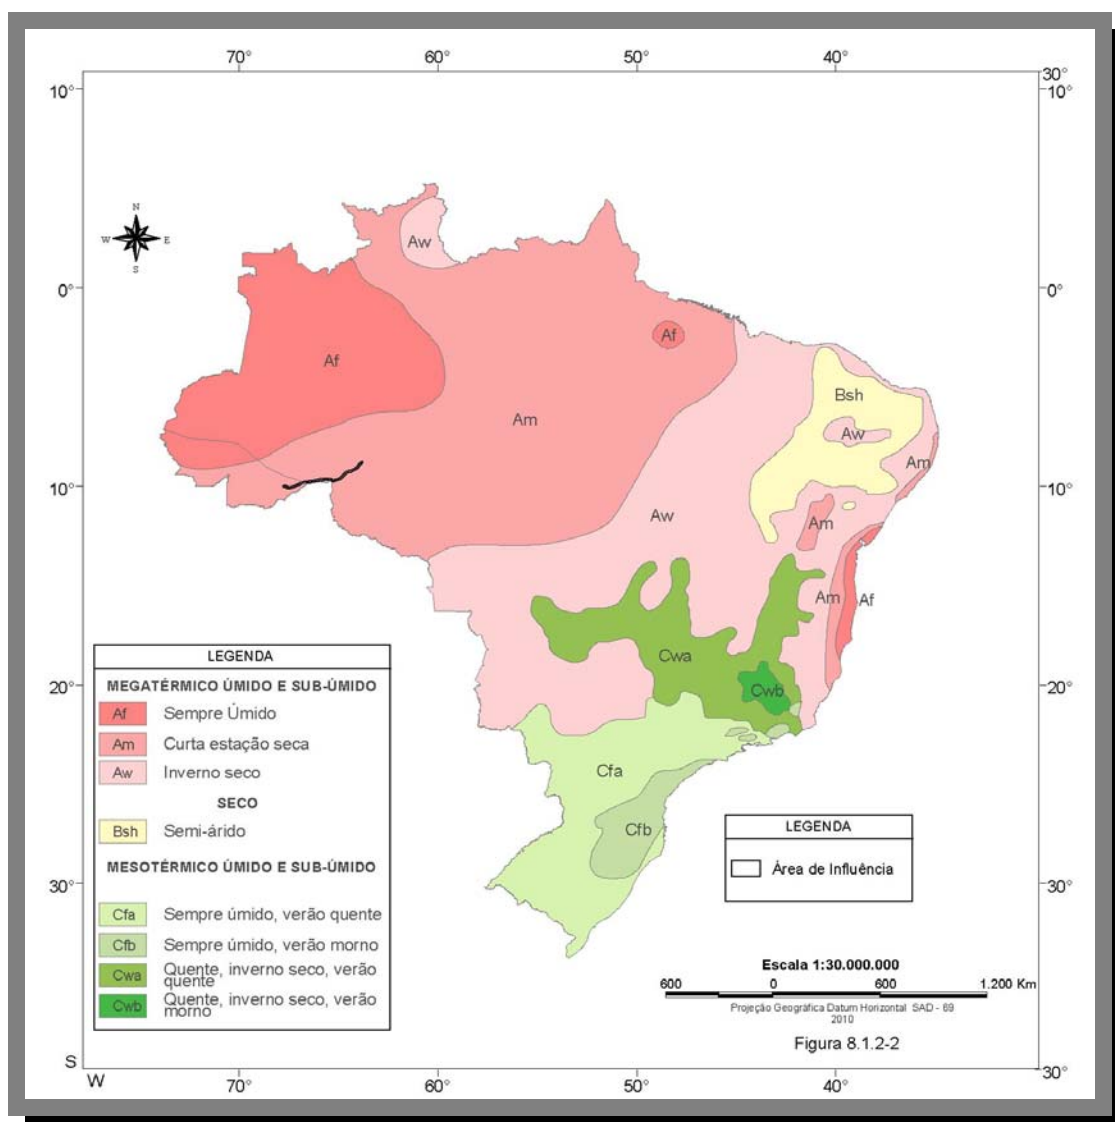 70° 60° 50° 40°
10° 30°
10°
N
W E
S
Aw
0° 0°
Af
Af
Bsh
Am
Aw
Am
10° 10°
Aw
Am
Am Af
Cwa
20° Cwb 20°
Cfa
Cfb
30° 30°
LEGENDA
MEGATÉRMICO ÚMIDO E SUB-ÚMIDO
Af Sempre Úmido
Am Curta estação seca
Aw Inverno seco
SECO
Bsh Semi-árido
MESOTÉRMICO ÚMIDO E SUB-ÚMIDO
Cfa Sempre úmido, verão quente
Cfb Sempre úmido, verão morno
Cwa Quente, inverno seco, verão
quente
Cwb Quente, inverno seco, verão
morno
LEGENDA
Área de Influência
Escala 1:30.000.000
600 0 600 1.200 Km
Projeção Geográfica Datum Horizontal SAD - 69
2010
Figura 8.1.2-2
S
W 30°
70° 60° 50° 40°